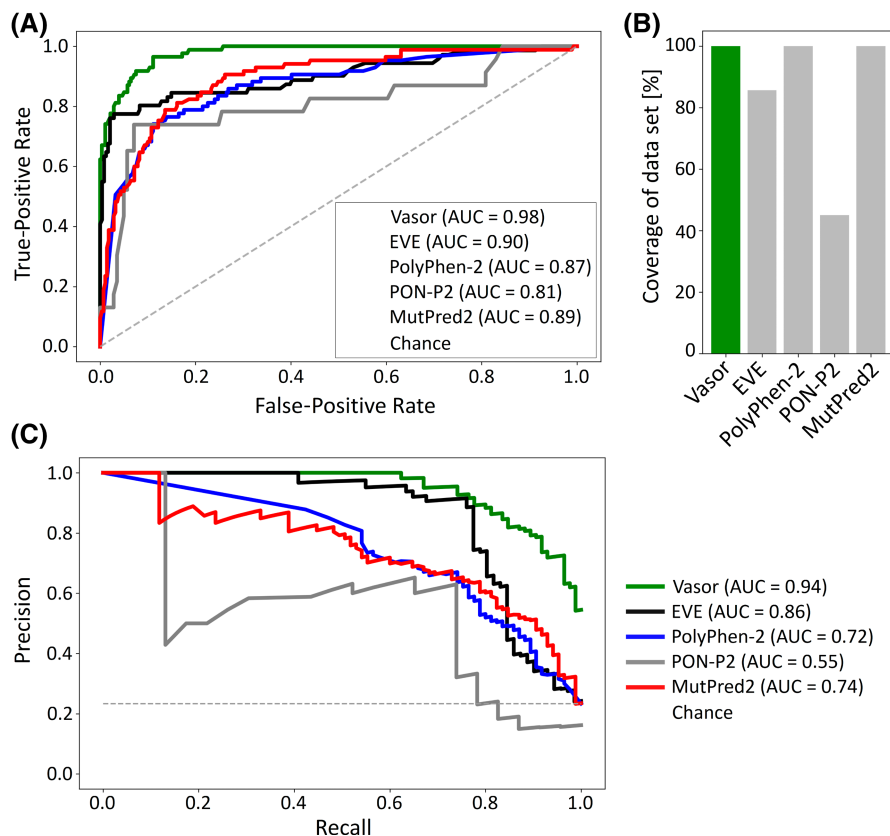 (A)
1.0
0.8
0.6
0.4
0.2
0.0
True-Positive Rate
Vasor (AUC = 0.98)
EVE (AUC = 0.90)
PolyPhen-2 (AUC = 0.87)
PON-P2 (AUC = 0.81)
MutPred2 (AUC = 0.89)
Chance
0.0 0.2 0.4 0.6 0.8 1.0
False-Positive Rate
(B)
100
80
60
40
20
0
Coverage of data set [%]
Vasor
EVE
PolyPhen-2
PON-P2
MutPred2
(C)
1.0
0.8
0.6
0.4
0.2
0.0
Precision
0.0 0.2 0.4 0.6 0.8 1.0
Recall
Vasor (AUC = 0.94)
EVE (AUC = 0.86)
PolyPhen-2 (AUC = 0.72)
PON-P2 (AUC = 0.55)
MutPred2 (AUC = 0.74)
Chance